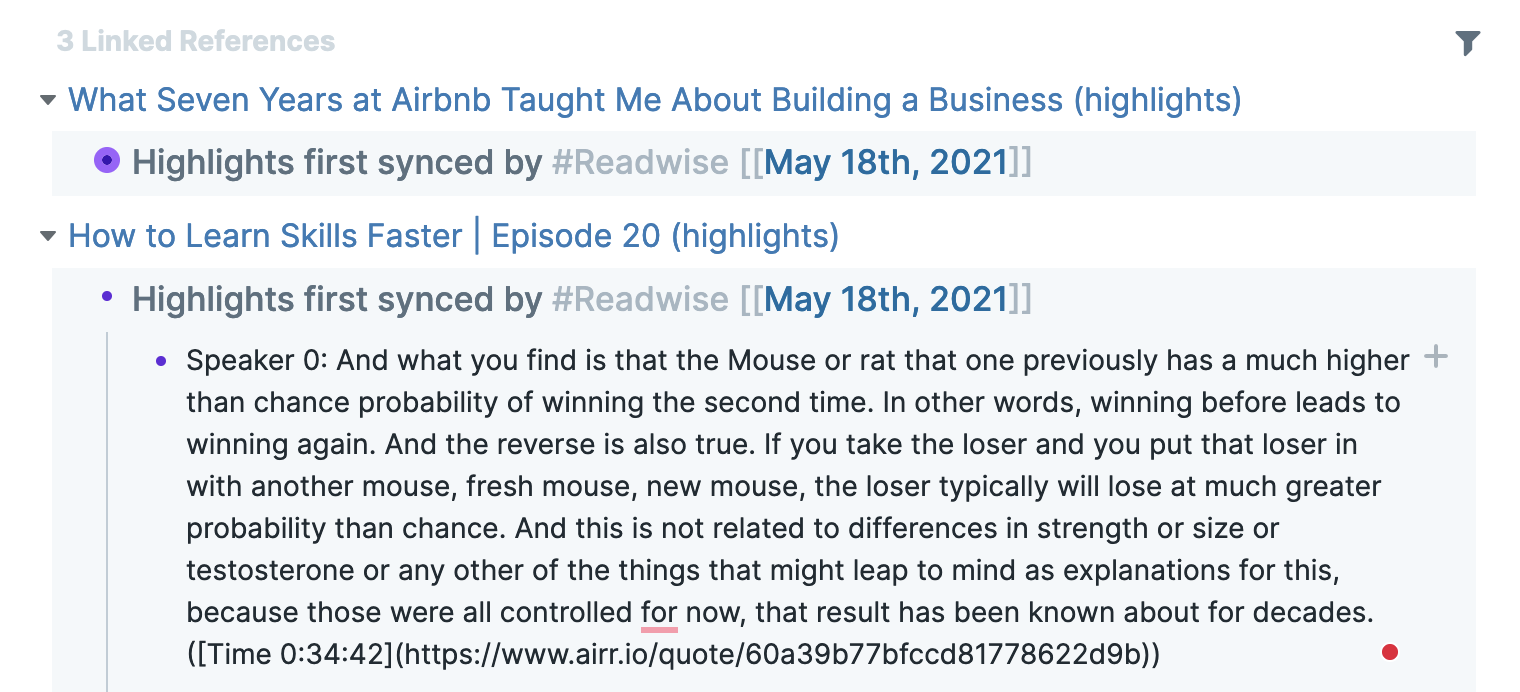 3 Linked References
What Seven Years at Airbnb Taught Me About Building a Business (highlights)
Highlights first synced by #Readwise [[May 18th, 2021]]
How to Learn Skills Faster | Episode 20 (highlights)
Highlights first synced by #Readwise [[May 18th, 2021]]
Speaker 0: And what you find is that the Mouse or rat that one previously has a much higher
than chance probability of winning the second time. In other words, winning before leads to
winning again. And the reverse is also true. If you take the loser and you put that loser in
with another mouse, fresh mouse, new mouse, the loser typically will lose at much greater
probability than chance. And this is not related to differences in strength or size or
testosterone or any other of the things that might leap to mind as explanations for this,
because those were all controlled for now, that result has been known about for decades.
([Time 0:34:42](https://www.airr.io/quote/60a39b77bfccd81778622d9b))